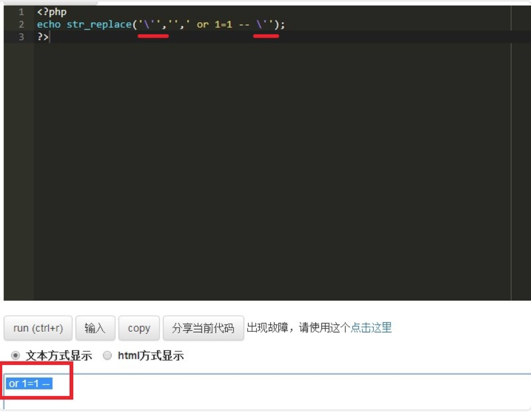 1 <?php
2 echo str_replace('\'','',' or 1=1 -- \'');
3 ?>
run (ctrl+r) 输入 copy 分享当前代码 出现故障，请使用这个点击这里
文本方式显示 html方式显示
or 1=1 --